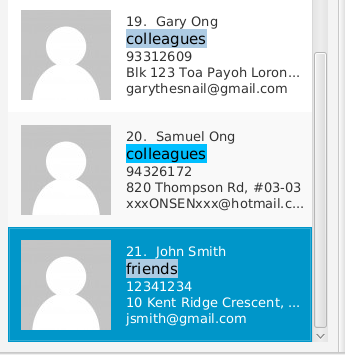 19. Gary Ong
colleagues
93312609
Blk 123 Toa Payoh Loron...
garythesnail@gmail.com
20. Samuel Ong
colleagues
94326172
820 Thompson Rd, #03-03
xxxONSENxxx@hotmail.c...
21. John Smith
friends
12341234
10 Kent Ridge Crescent, ...
jsmith@gmail.com